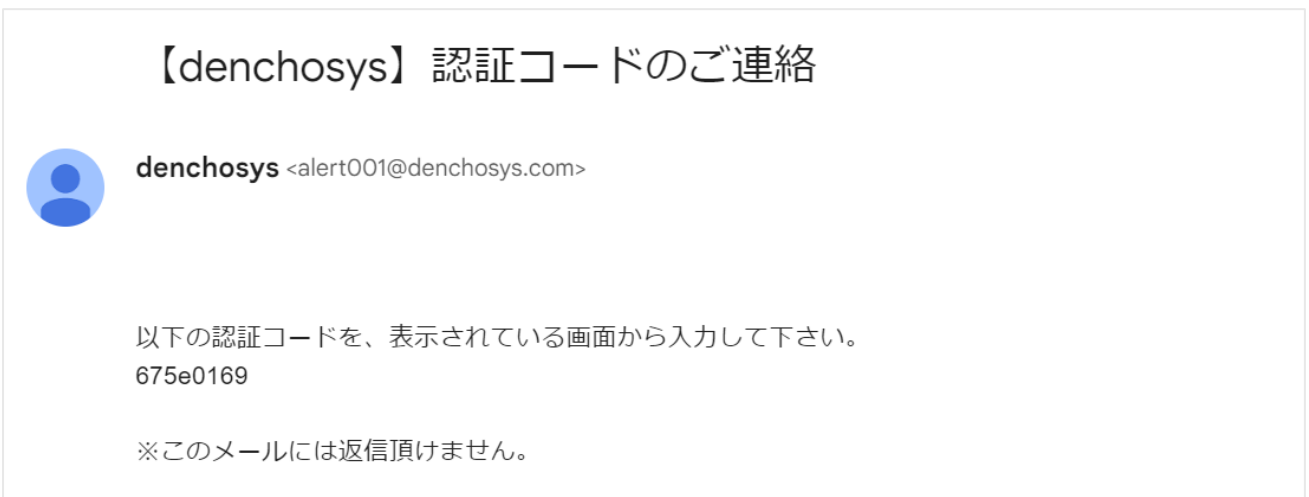 【denchosys】認証コードのご連絡
denchosys <alert001@denchosys.com>
以下の認証コードを、表示されている画面から入力して下さい。
675e0169
※このメールには返信頂けません。